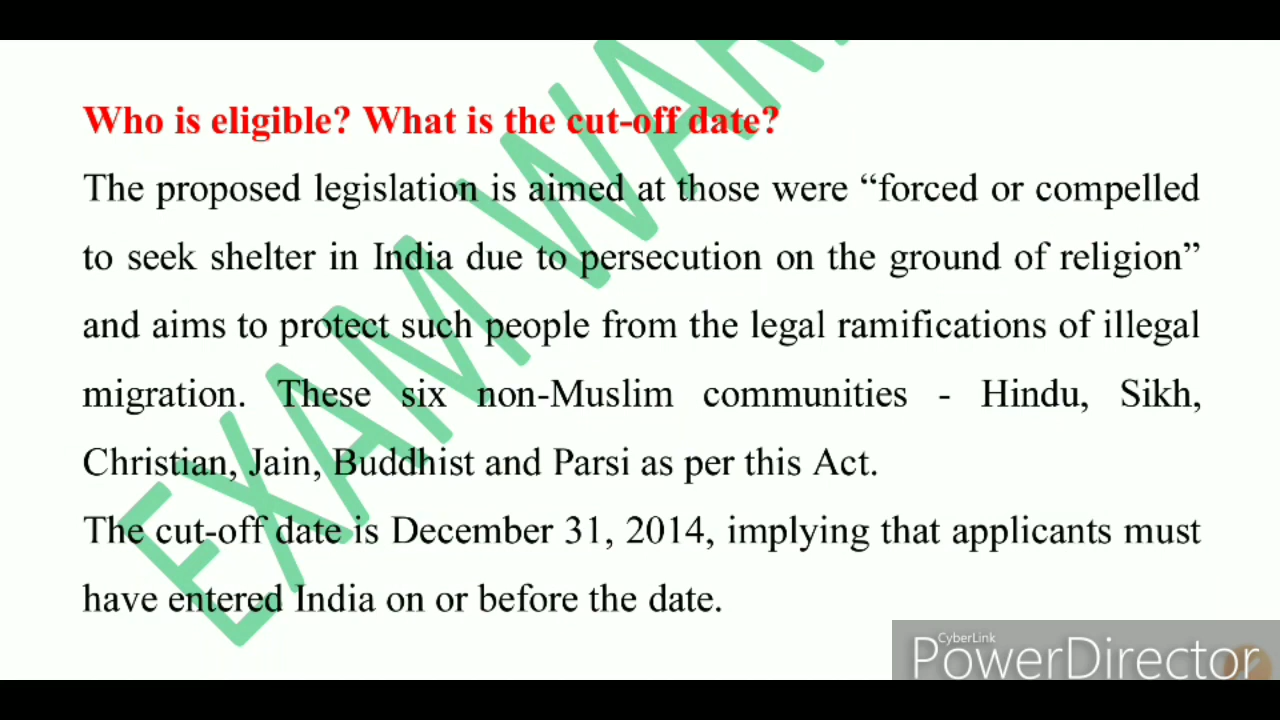 Who is eligible? What is the cut-off date?
The proposed legislation is aimed at those were “forced or compelled
to seek shelter in India due to persecution on the ground of religion”
and aims to protect such people from the legal ramifications of illegal
migration. These six non-Muslim communities - Hindu, Sikh,
Christian, Jain, Buddhist and Parsi as per this Act.
The cut-off date is December 31, 2014, implying that applicants must
have entered India on or before the date.
EXAM
CyberLink
PowerDirector